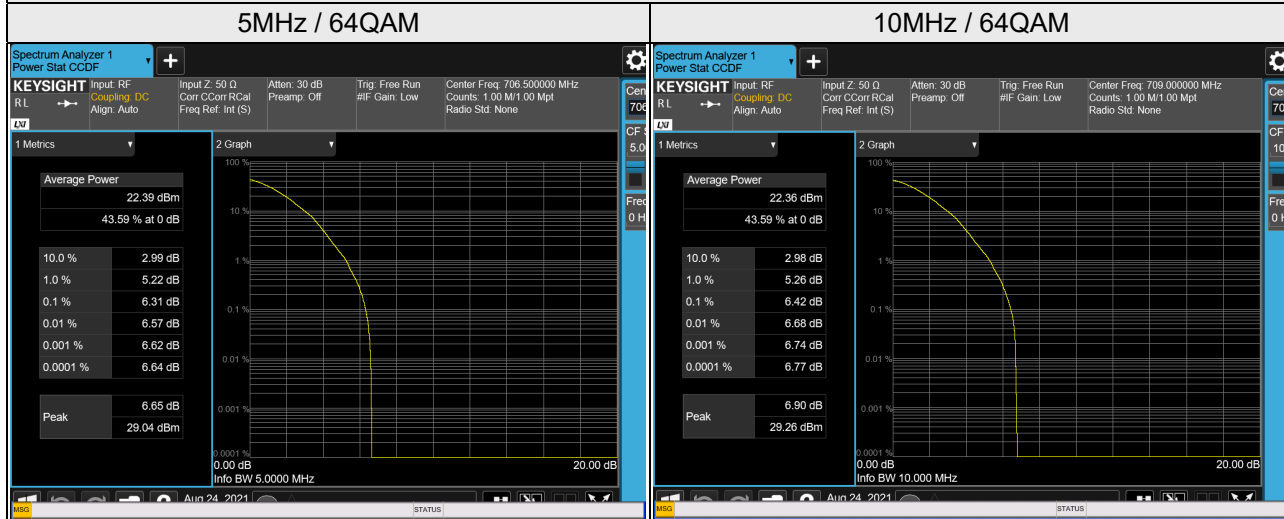 5MHz / 64QAM
Spectrum Analyzer 1
Power Stat CCDF
KEYSIGHT
R L
LXI
Input: RF
Coupling: DC
Align: Auto
Input Z: 50 Ω
Corr CCorr RCal
Freq Ref: Int (S)
Atten: 30 dB
Preamp: Off
Trig: Free Run
#IF Gain: Low
Center Freq: 706.500000 MHz
Counts: 1.00 M/1.00 Mpt
Radio Std: None
1 Metrics
Average Power
22.39 dBm
43.59 % at 0 dB
10.0 % 2.99 dB
1.0 % 5.22 dB
0.1 % 6.31 dB
0.01 % 6.57 dB
0.001 % 6.62 dB
0.0001 % 6.64 dB
Peak
6.65 dB
29.04 dBm
2 Graph
100 %
10 %
1 %
0.1 %
0.01 %
0.001 %
0.0001 %
0.00 dB 20.00 dB
Info BW 5.0000 MHz
Aug 24, 2021
MSG STATUS
10MHz / 64QAM
Spectrum Analyzer 1
Power Stat CCDF
KEYSIGHT
R L
LXI
Input: RF
Coupling: DC
Align: Auto
Input Z: 50 Ω
Corr CCorr RCal
Freq Ref: Int (S)
Atten: 30 dB
Preamp: Off
Trig: Free Run
#IF Gain: Low
Center Freq: 709.000000 MHz
Counts: 1.00 M/1.00 Mpt
Radio Std: None
1 Metrics
Average Power
22.36 dBm
43.59 % at 0 dB
10.0 % 2.98 dB
1.0 % 5.26 dB
0.1 % 6.42 dB
0.01 % 6.68 dB
0.001 % 6.74 dB
0.0001 % 6.77 dB
Peak
6.90 dB
29.26 dBm
2 Graph
100 %
10 %
1 %
0.1 %
0.01 %
0.001 %
0.0001 %
0.00 dB 20.00 dB
Info BW 10.000 MHz
Aug 24, 2021
MSG STATUS